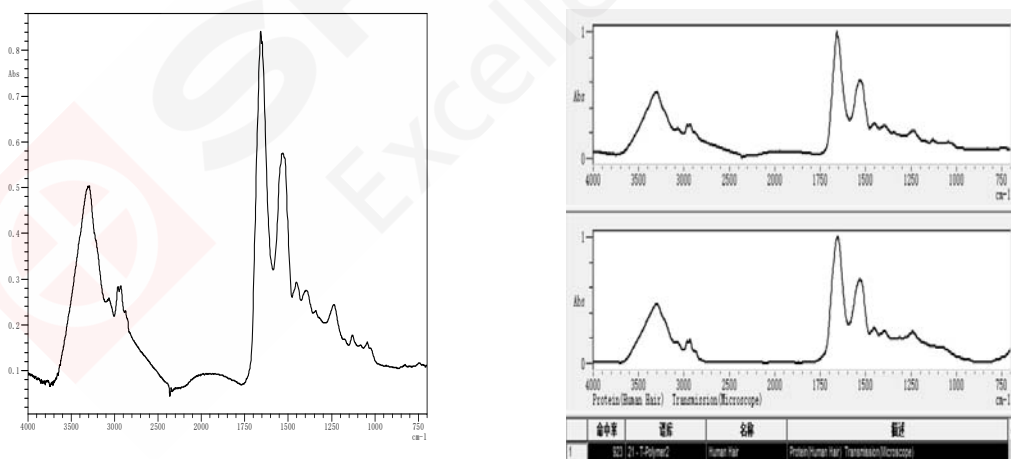 Excelle
0.8
Abs
0.7
0.6
0.5
0.4
0.3
0.2
0.1
4000 3500 3000 2500 2000 1750 1500 1250 1000 750
cm-1
1
Abs
0
4000 3500 3000 2000 1750 1500 1250 1000 750
cm-1
1
Abs
0
4000 3500 3000 2000 1750 1500 1250 1000 750
cm-1
Protein(Human Hair) Transmission(Microscope)
命中率 谱库 名称 描述
1 923 21 - T-Polymer2 Human Hair Protein(Human Hair) Transmission(Microscope)